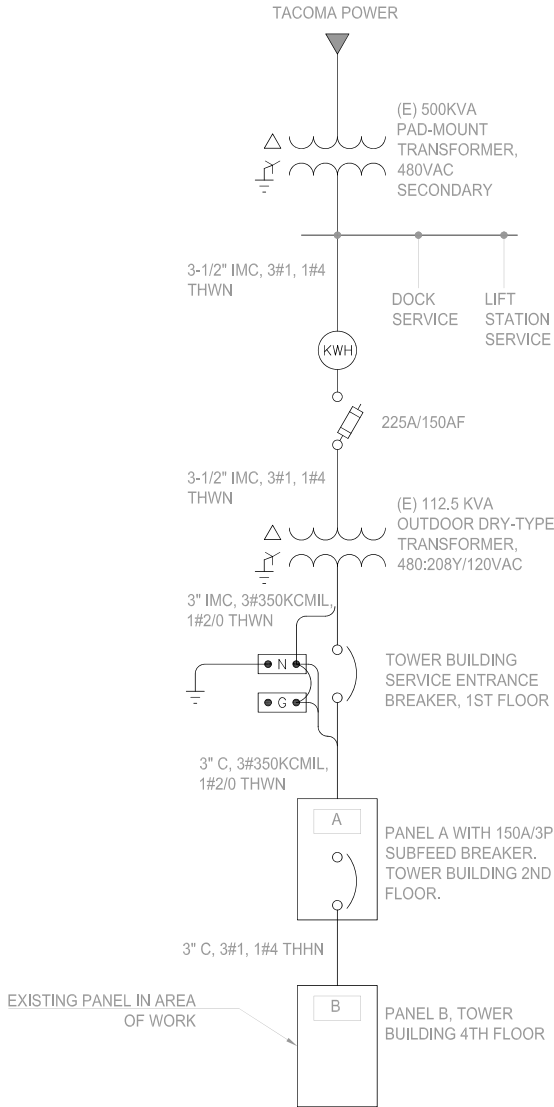 TACOMA POWER
(E) 500KVA
PAD-MOUNT
TRANSFORMER,
480VAC
SECONDARY
3-1/2" IMC, 3#1, 1#4
THWN
DOCK
SERVICE
LIFT
STATION
SERVICE
KWH
225A/150AF
3-1/2" IMC, 3#1, 1#4
THWN
(E) 112.5 KVA
OUTDOOR DRY-TYPE
TRANSFORMER,
480:208Y/120VAC
3" IMC, 3#350KCMIL,
1#2/0 THWN
N
G
TOWER BUILDING
SERVICE ENTRANCE
BREAKER, 1ST FLOOR
3" C, 3#350KCMIL,
1#2/0 THWN
A
PANEL A WITH 150A/3P
SUBFEED BREAKER.
TOWER BUILDING 2ND
FLOOR.
3" C, 3#1, 1#4 THHN
EXISTING PANEL IN AREA
OF WORK
B
PANEL B, TOWER
BUILDING 4TH FLOOR